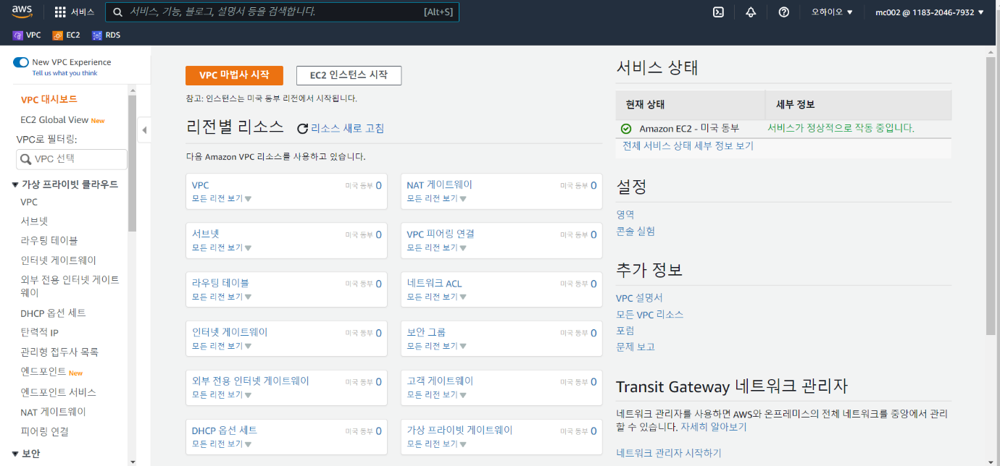 aws
서비스
서비스, 기능, 블로그, 설명서 등을 검색합니다.
[Alt+S]
오하이오 ▼
mc002 @ 1183-2046-7932 ▼
VPC
EC2
RDS
New VPC Experience
Tell us what you think
VPC 대시보드
EC2 Global View New
VPC로 필터링:
VPC 선택
▼ 가상 프라이빗 클라우드
VPC
서브넷
라우팅 테이블
인터넷 게이트웨이
외부 전용 인터넷 게이트
웨이
DHCP 옵션 세트
탄력적 IP
관리형 접두사 목록
엔드포인트 New
엔드포인트 서비스
NAT 게이트웨이
피어링 연결
▼ 보안
VPC 마법사 시작
EC2 인스턴스 시작
참고: 인스턴스는 미국 동부 리전에서 시작됩니다.
리전별 리소스
리소스 새로 고침
다음 Amazon VPC 리소스를 사용하고 있습니다.
VPC 미국 동부 0
모든 리전 보기▼
NAT 게이트웨이 미국 동부 0
모든 리전 보기▼
서브넷 미국 동부 0
모든 리전 보기▼
VPC 피어링 연결 미국 동부 0
모든 리전 보기▼
라우팅 테이블 미국 동부 0
모든 리전 보기▼
네트워크 ACL 미국 동부 0
모든 리전 보기▼
인터넷 게이트웨이 미국 동부 0
모든 리전 보기▼
보안 그룹 미국 동부 0
모든 리전 보기▼
외부 전용 인터넷 게이트웨이 미국 동부 0
모든 리전 보기▼
고객 게이트웨이 미국 동부 0
모든 리전 보기▼
DHCP 옵션 세트 미국 동부 0
모든 리전 보기▼
가상 프라이빗 게이트웨이 미국 동부 0
모든 리전 보기▼
서비스 상태
현재 상태 세부 정보
Amazon EC2 - 미국 동부 서비스가 정상적으로 작동 중입니다.
전체 서비스 상태 세부 정보 보기
설정
영역
콘솔 실험
추가 정보
VPC 설명서
모든 VPC 리소스
포럼
문제 보고
Transit Gateway 네트워크 관리자
네트워크 관리자를 사용하면 AWS와 온프레미스의 전체 네트워크를 중앙에서 관리
할 수 있습니다. 자세히 알아보기
네트워크 관리자 시작하기